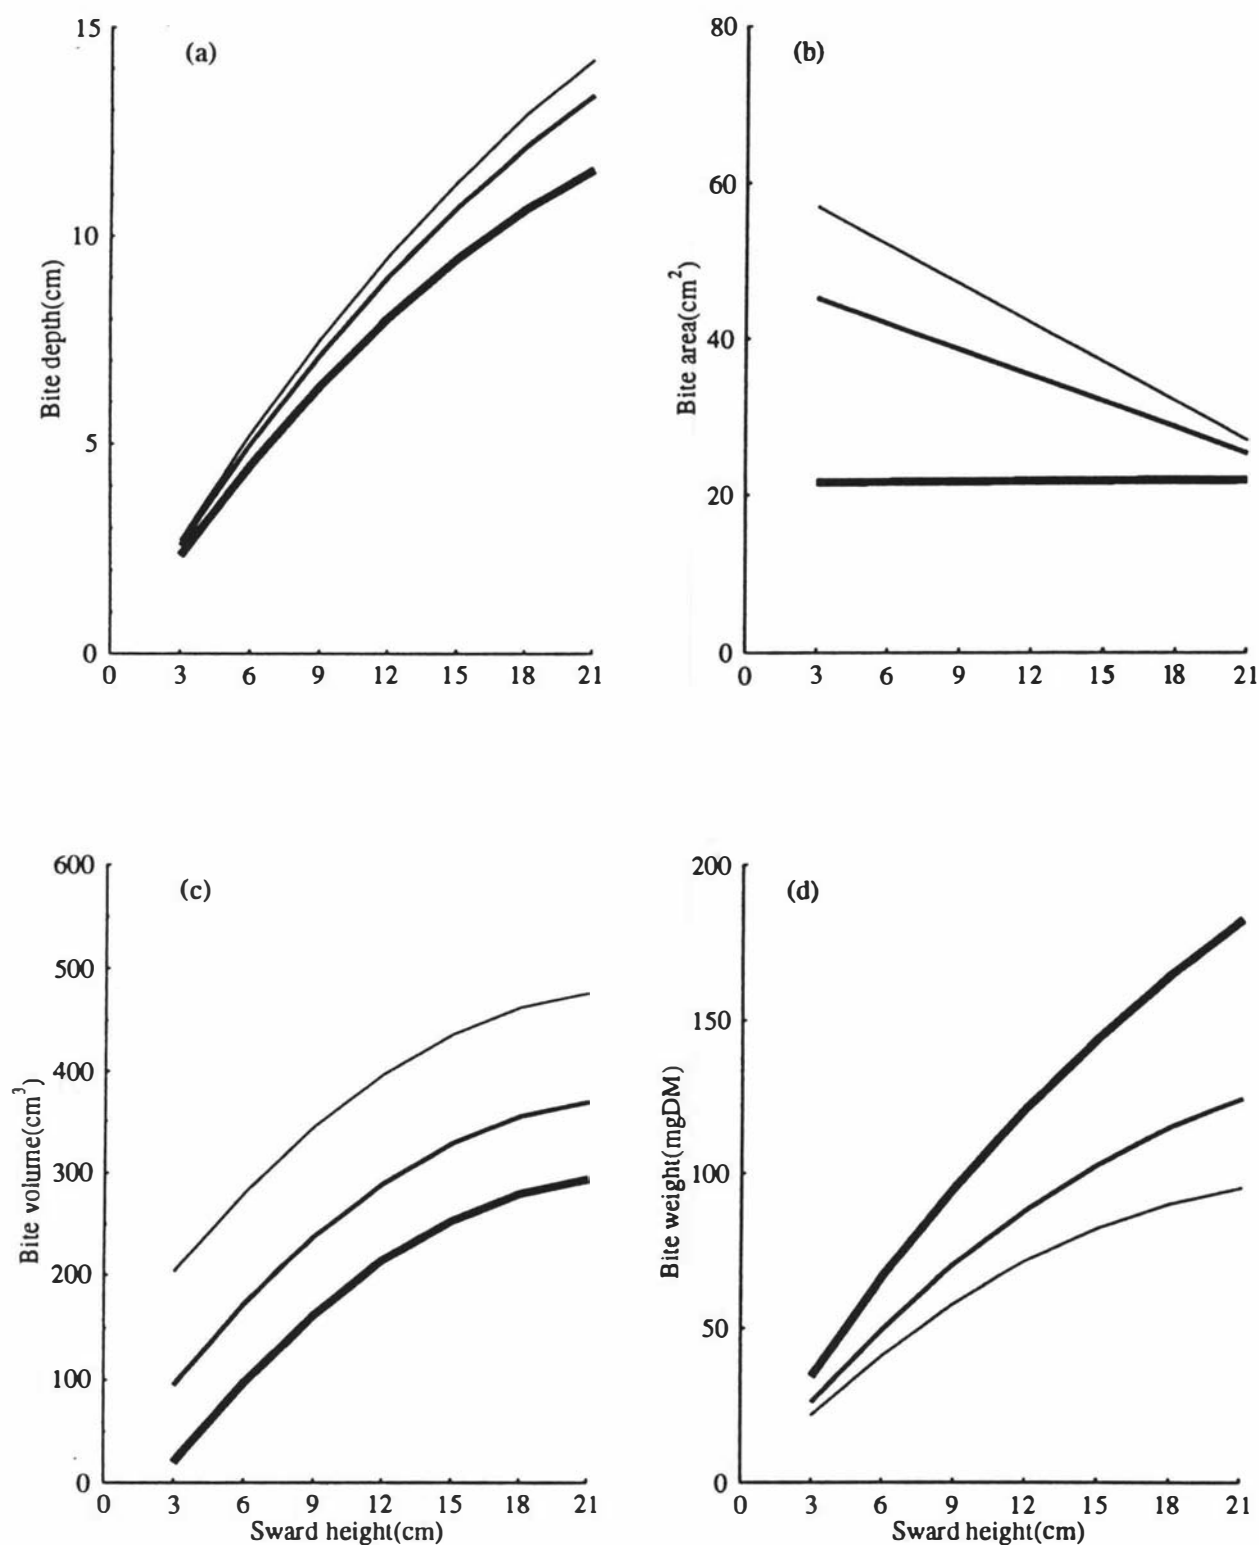 (a)
15
10
5
0
Bite depth(cm)
0 3 6 9 12 15 18 21
(b)
80
60
40
20
0
Bite area(cm²)
3 6 9 12 15 18 21
(c)
600
500
400
300
200
100
0
Bite volume(cm³)
0 3 6 9 12 15 18 21
Sward height(cm)
(d)
200
150
100
50
0
Bite weight(mgDM)
0 3 6 9 12 15 18 21
Sward height(cm)